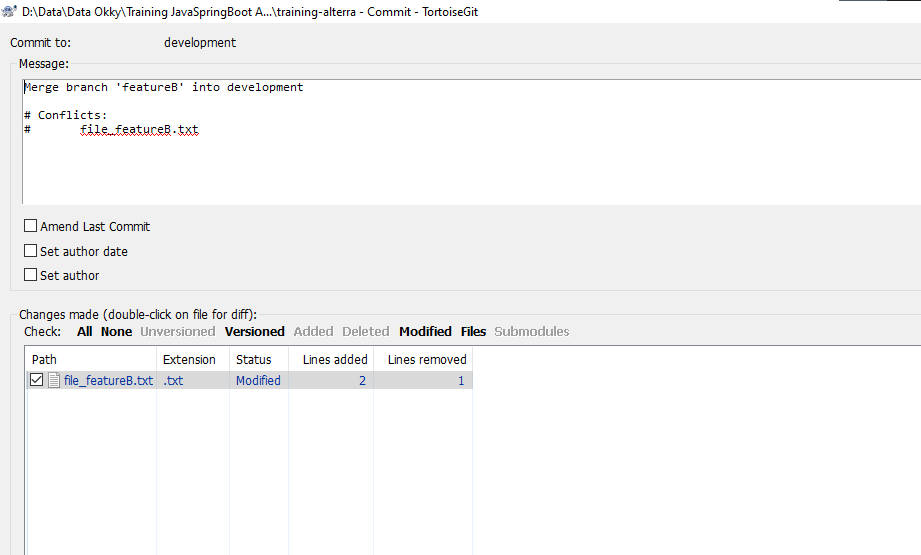 D:\Data\Data Okky\Training JavaSpringBoot A...\training-alterra - Commit - TortoiseGit
Commit to: development
Message:
Merge branch 'featureB' into development
# Conflicts:
# file_featureB.txt
Amend Last Commit
Set author date
Set author
Changes made (double-click on file for diff):
Check: All None Unversioned Versioned Added Deleted Modified Files Submodules
Path Extension Status Lines added Lines removed
file_featureB.txt .txt Modified 2 1